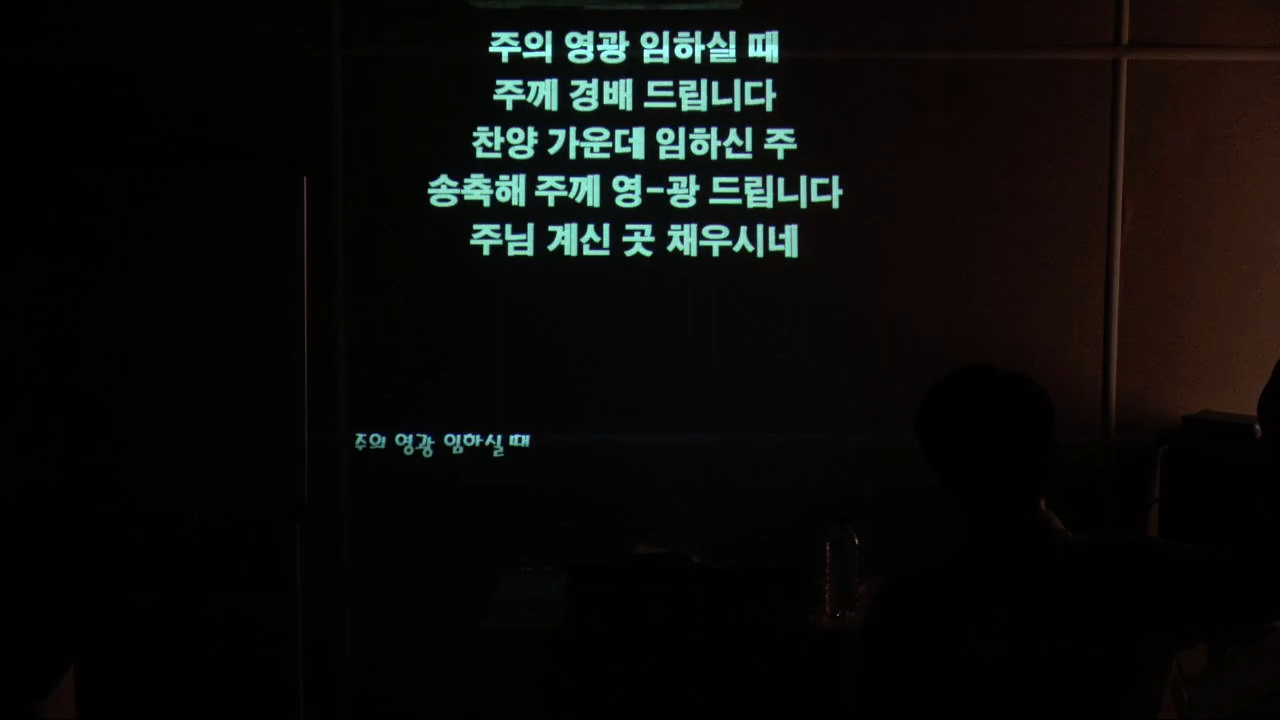 주의 영광 임하실 때
주께 경배 드립니다
찬양 가운데 임하신 주
송축해 주께 영-광 드립니다
주님 계신 곳 채우시네
주의 영광 임하실 때